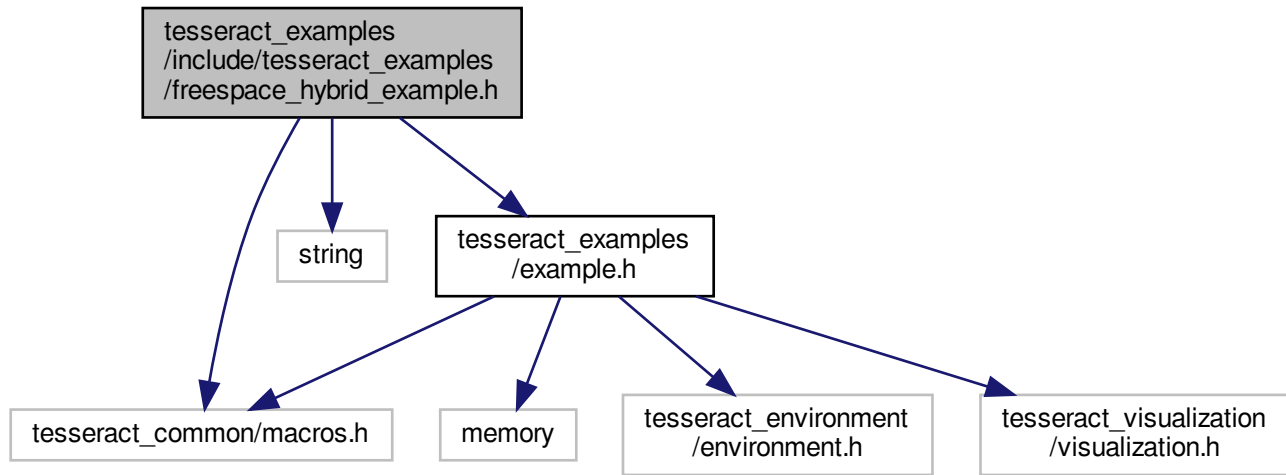 tesseract_examples
/include/tesseract_examples
/freespace_hybrid_example.h
string
tesseract_examples
/example.h
tesseract_common/macros.h
memory
tesseract_environment
/environment.h
tesseract_visualization
/visualization.h